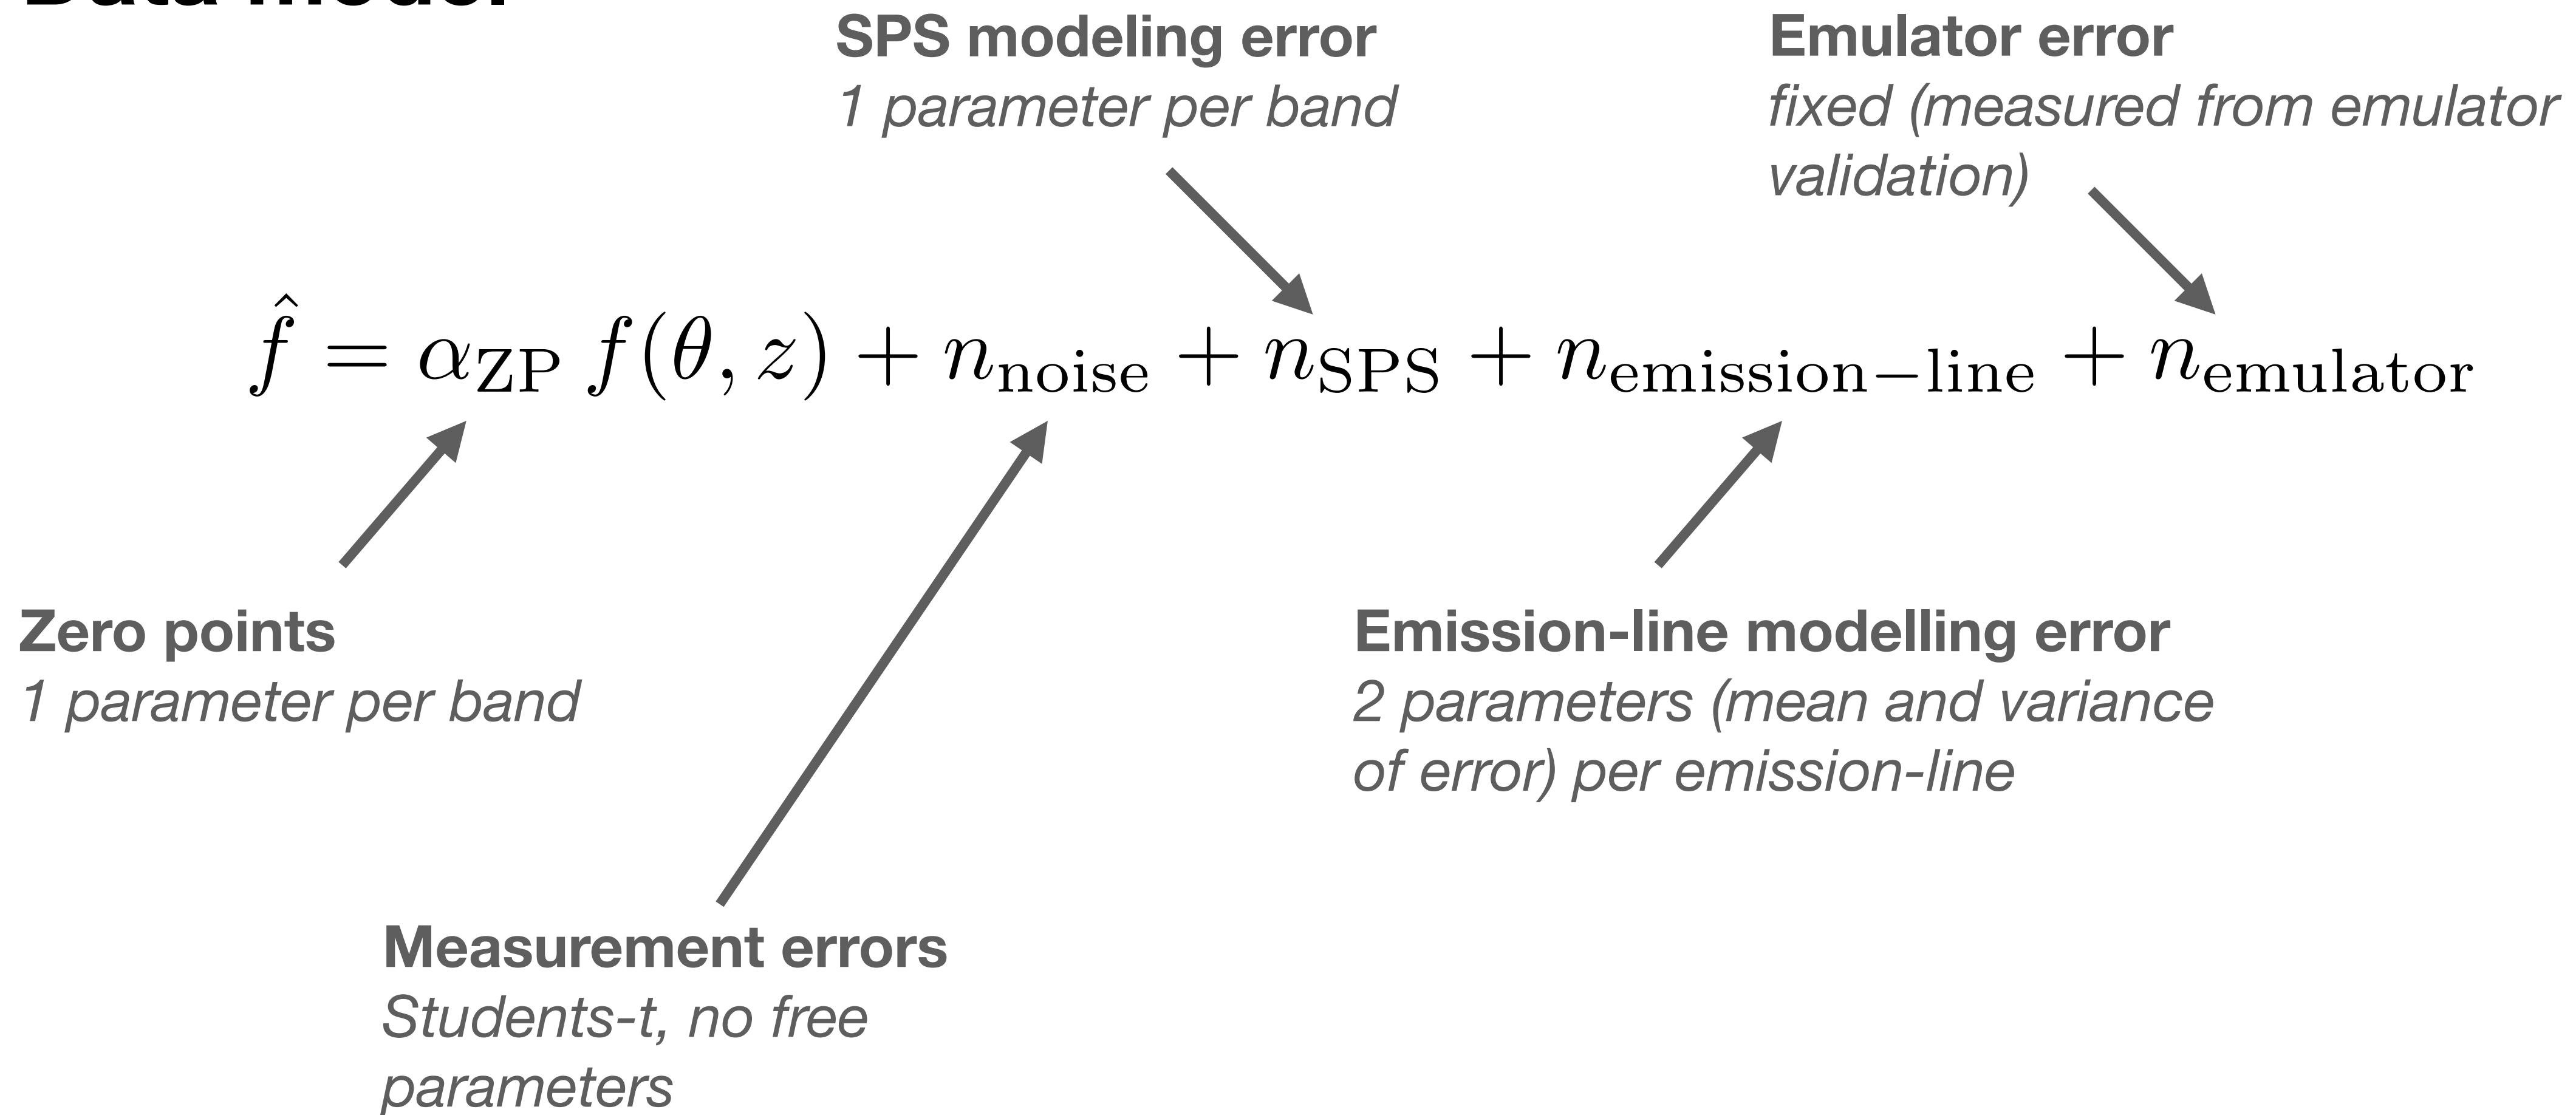 Data model
SPS modeling error
1 parameter per band
Emulator error
fixed (measured from emulator
validation)
f̂ = α_ZP f(θ, z) + n_noise + n_SPS + n_emission−line + n_emulator
Zero points
1 parameter per band
Emission-line modelling error
2 parameters (mean and variance
of error) per emission-line
Measurement errors
Students-t, no free
parameters